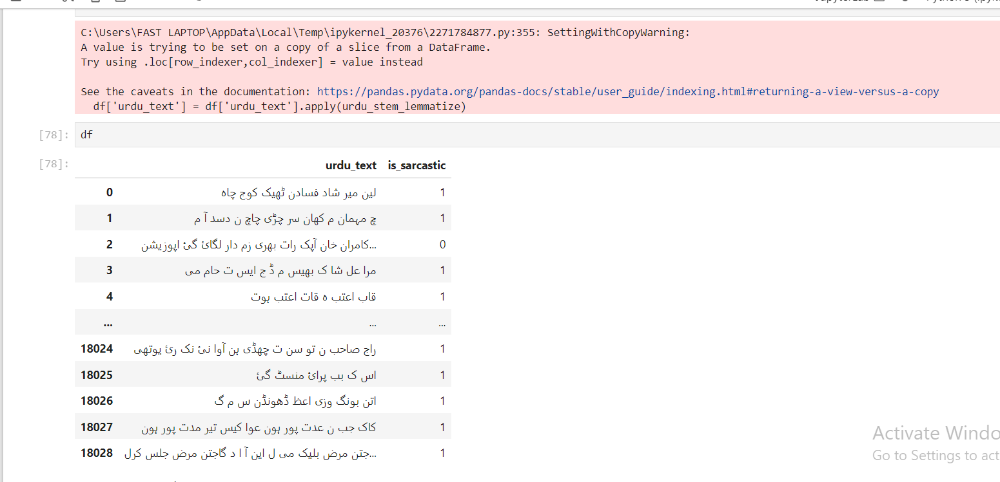 C:\Users\FAST LAPTOP\AppData\Local\Temp\ipykernel_20376\2271784877.py:355: SettingWithCopyWarning:
A value is trying to be set on a copy of a slice from a DataFrame.
Try using .loc[row_indexer,col_indexer] = value instead
See the caveats in the documentation: https://pandas.pydata.org/pandas-docs/stable/user_guide/indexing.html#returning-a-view-versus-a-copy
df['urdu_text'] = df['urdu_text'].apply(urdu_stem_lemmatize)
[78]: df
[78]:
urdu_text is_sarcastic
0 لین میر شاد فسادن ٹھیک کوج چاہ 1
1 چ مہمان م کھان سر چڑی چاچ ن دسد آ م 1
2 کامران خان آپک رات بھری زم دار لگائ گئ اپوزیشن... 0
3 مرا عل شا ک بھیس م ڈ ج ایس ت حام می 1
4 قاب اعتب ہ قات اعتب ہوت 1
... ... ...
18024 راج صاحب ن تو سن ت چھڈی ہن آوا نئ نک رئ یوتھی 1
18025 اس ک بب پرائ منسٹ گئ 1
18026 اتن بونگ وزی اعظ ڈھونڈن س م گ 1
18027 کاک جب ن عدت پور ہون عوا کیس تیر مدت پور ہون 1
18028 جتن مرض بلیک می ل این آ ا د گاجتن مرض جلس کرل... 1
Activate Windo
Go to Settings to act